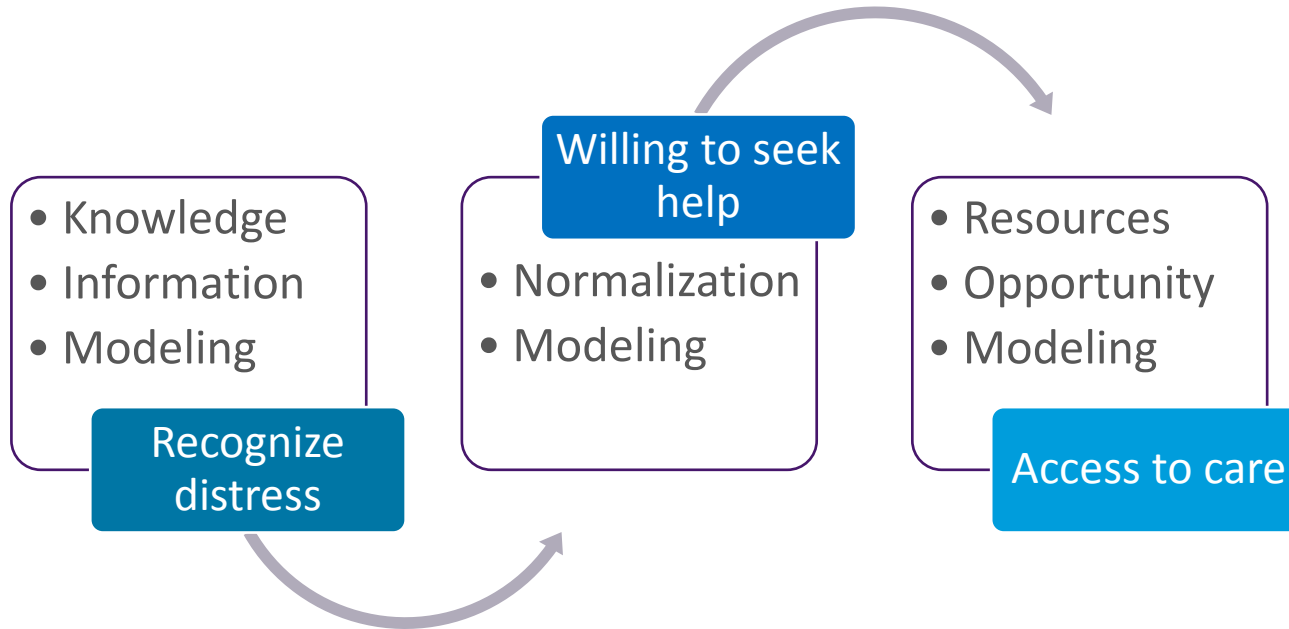 • Knowledge
• Information
• Modeling
Recognize
distress
Willing to seek
help
• Normalization
• Modeling
• Resources
• Opportunity
• Modeling
Access to care